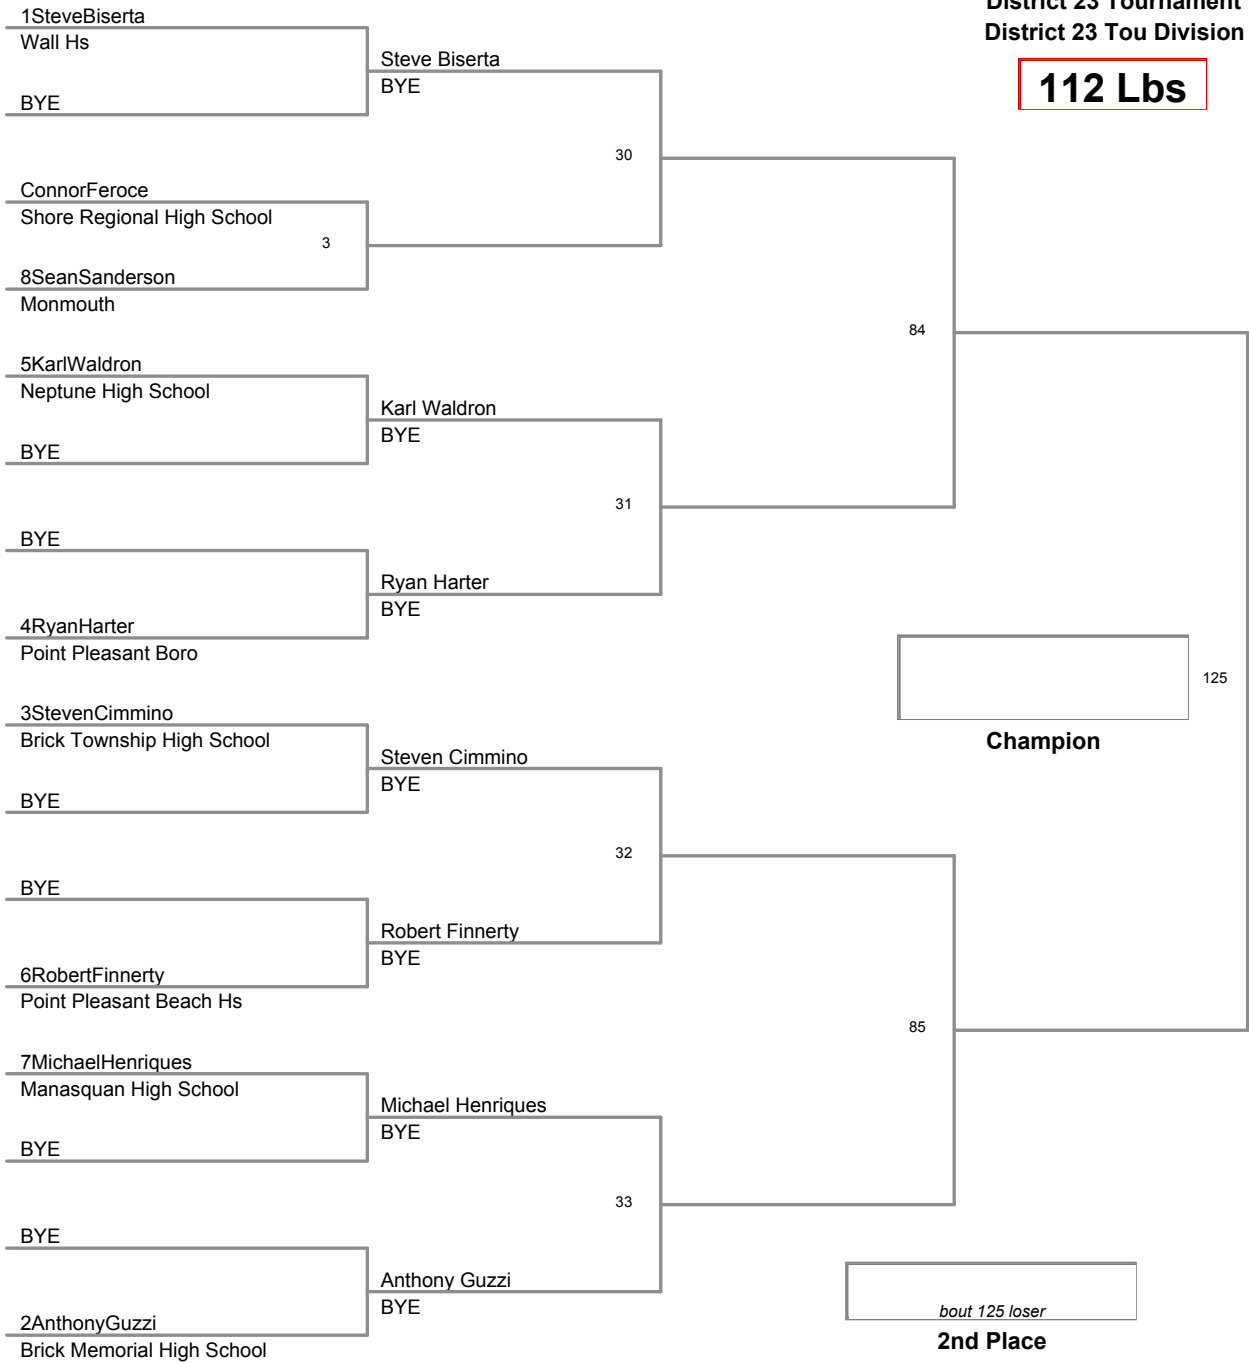 District 23 Tournament
District 23 Tou Division
112 Lbs
1SteveBiserta
Wall Hs
BYE
Steve Biserta
BYE
30
ConnorFeroce
Shore Regional High School
3
8SeanSanderson
Monmouth
84
5KarlWaldron
Neptune High School
BYE
Karl Waldron
BYE
31
BYE
Ryan Harter
BYE
4RyanHarter
Point Pleasant Boro
125
Champion
3StevenCimmino
Brick Township High School
BYE
Steven Cimmino
BYE
32
BYE
Robert Finnerty
BYE
6RobertFinnerty
Point Pleasant Beach Hs
85
7MichaelHenriques
Manasquan High School
BYE
Michael Henriques
BYE
33
BYE
Anthony Guzzi
BYE
2AnthonyGuzzi
Brick Memorial High School
bout 125 loser
2nd Place